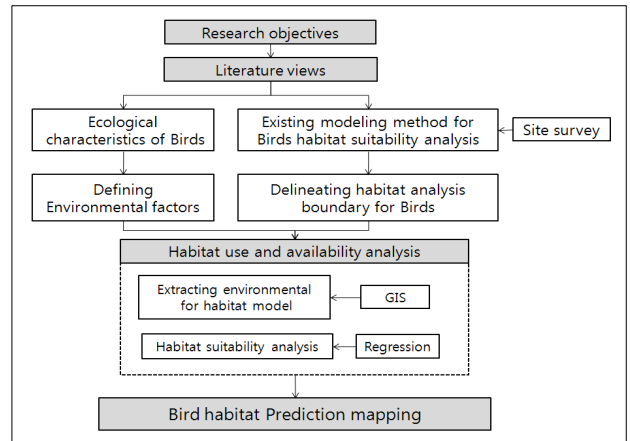 Research objectives
Literature views
Ecological
characteristics of Birds
Existing modeling method for
Birds habitat suitability analysis
Site survey
Defining
Environmental factors
Delineating habitat analysis
boundary for Birds
Habitat use and availability analysis
Extracting environmental
for habitat model
GIS
Habitat suitability analysis
Regression
Bird habitat Prediction mapping